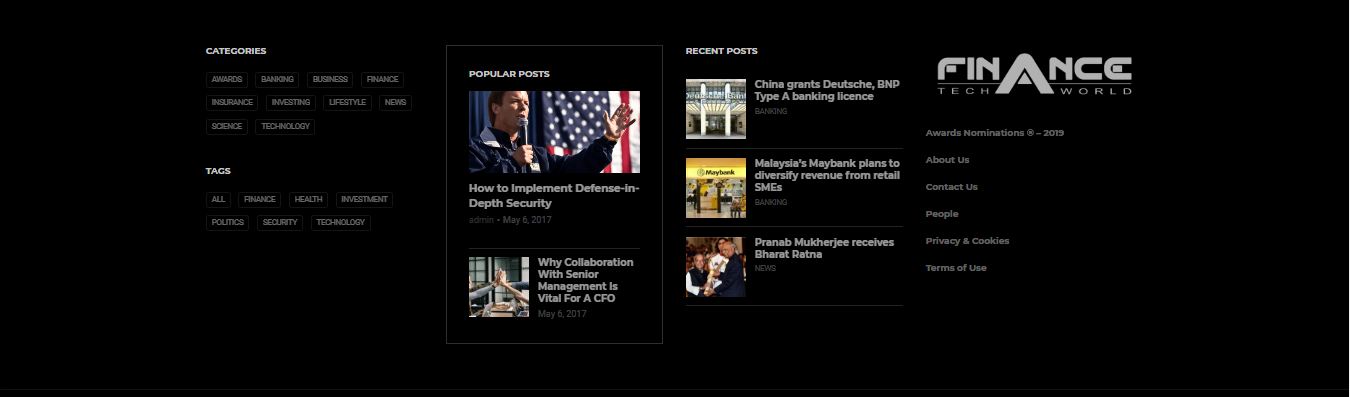 CATEGORIES
AWARDS BANKING BUSINESS FINANCE
INSURANCE INVESTING LIFESTYLE NEWS
SCIENCE TECHNOLOGY
TAGS
ALL FINANCE HEALTH INVESTMENT
POLITICS SECURITY TECHNOLOGY
POPULAR POSTS
How to Implement Defense-in-
Depth Security
admin • May 6, 2017
Why Collaboration
With Senior
Management Is
Vital For A CFO
May 6, 2017
RECENT POSTS
China grants Deutsche, BNP
Type A banking licence
BANKING
Maybank
Malaysia's Maybank plans to
diversify revenue from retail
SMEs
BANKING
Pranab Mukherjee receives
Bharat Ratna
NEWS
FINANCE
TECH WORLD
Awards Nominations ® – 2019
About Us
Contact Us
People
Privacy & Cookies
Terms of Use